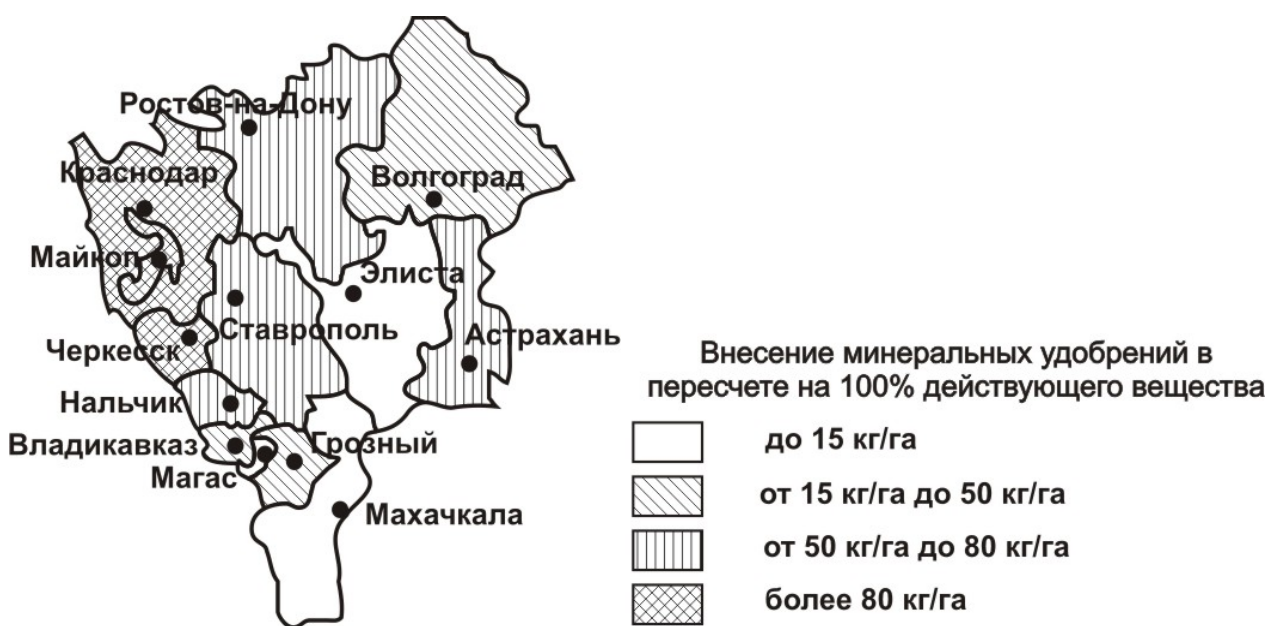 Ростов-на-Дону
Краснодар
Волгоград
Майкоп
Элиста
Ставрополь
Астрахань
Черкесск
Нальчик
Владикавказ
Грозный
Магас
Махачкала
Внесение минеральных удобрений в
пересчете на 100% действующего вещества
до 15 кг/га
от 15 кг/га до 50 кг/га
от 50 кг/га до 80 кг/га
более 80 кг/га